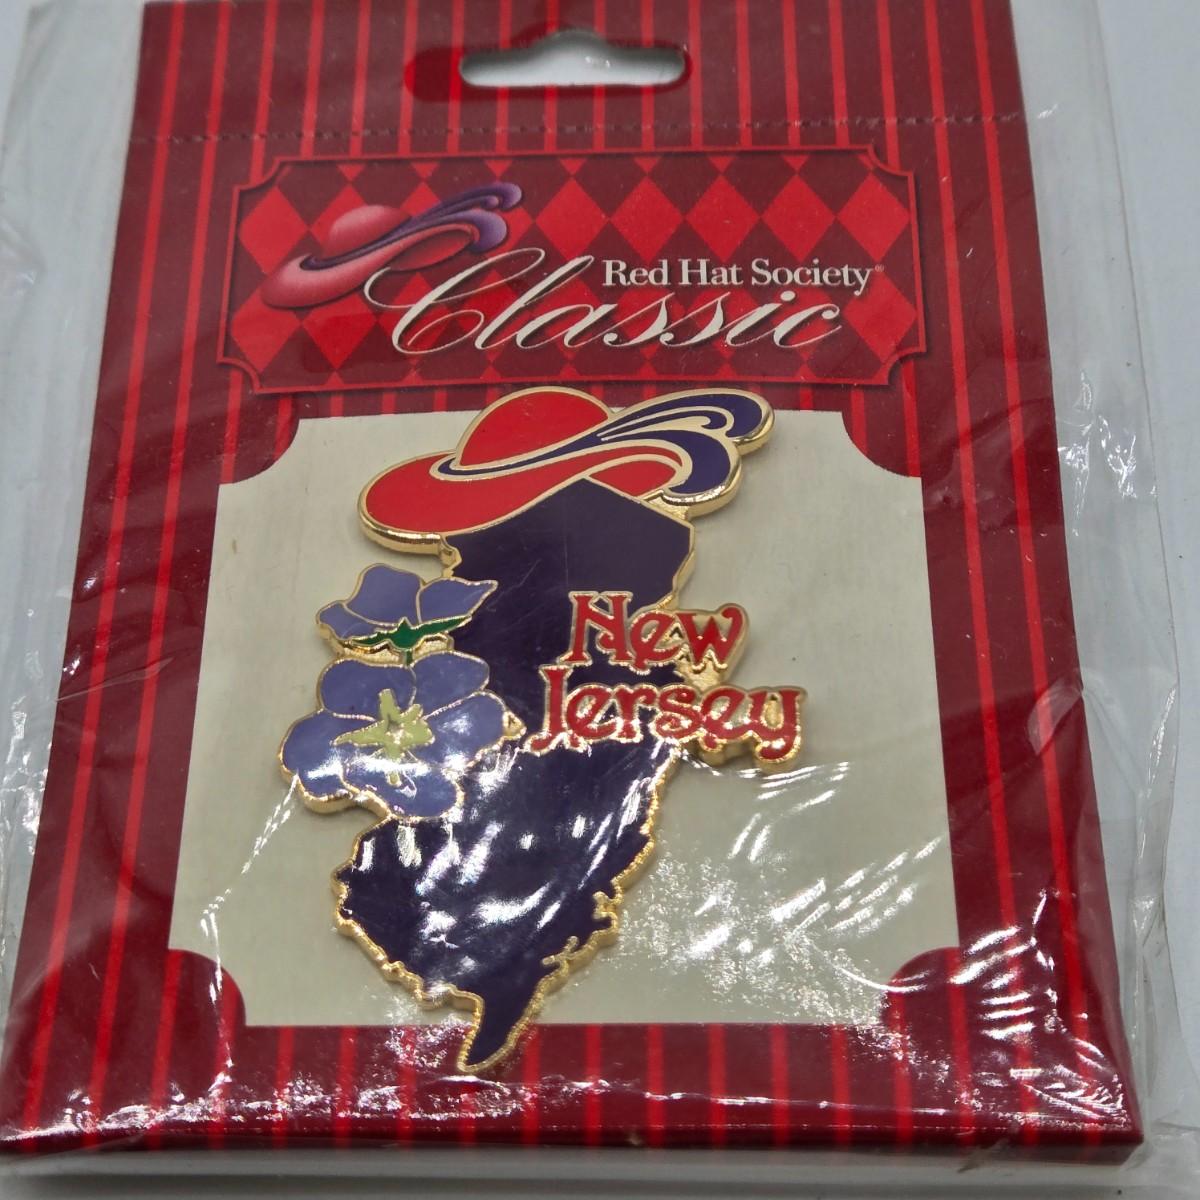 Red Hat Society®
Classic
New
Jersey